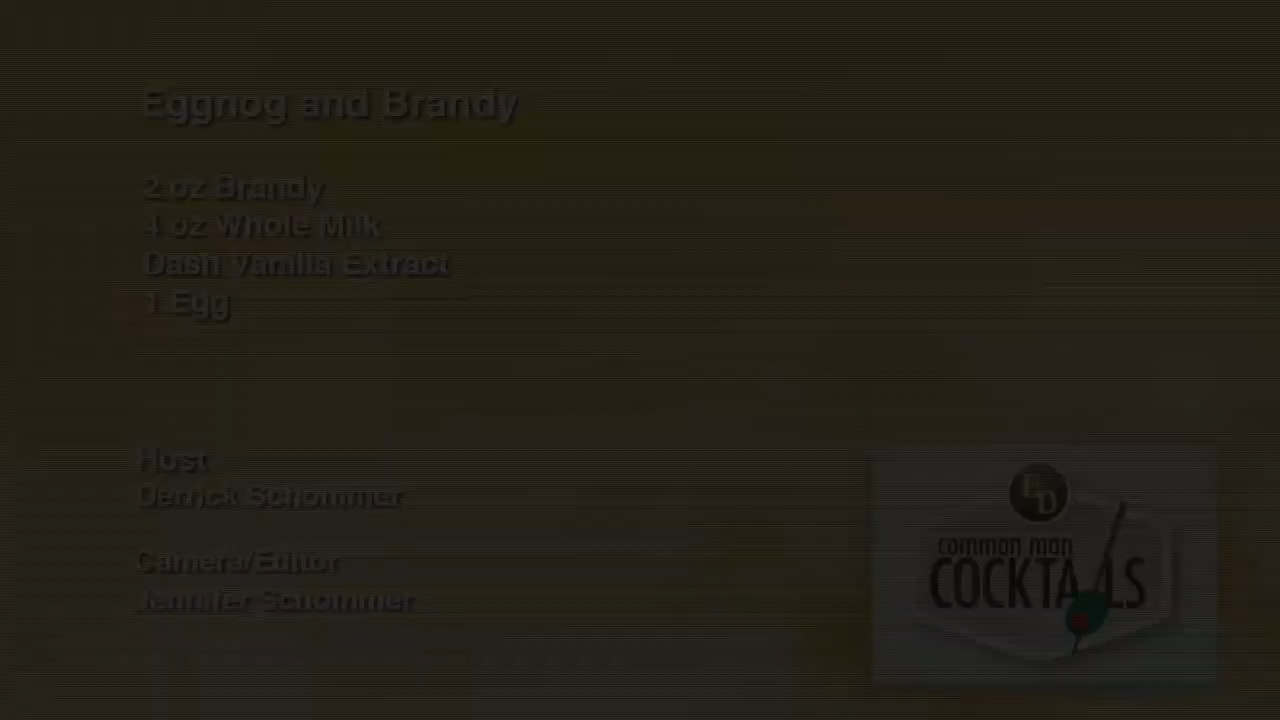 Eggnog and Brandy
2 oz Brandy
4 oz Whole Milk
Dash Vanilla Extract
1 Egg
Host
Derrick Schommer
Camera/Editor
Jennifer Schommer
ED
common man
COCKTAILS